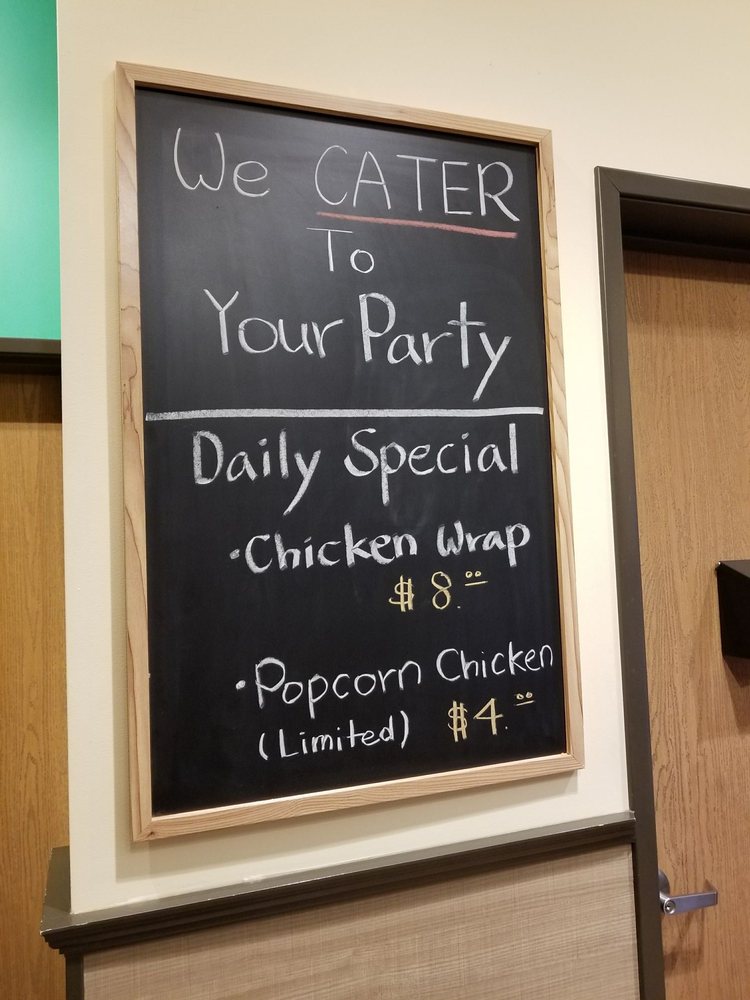 We CATER
To
Your Party
Daily Special
·Chicken Wrap
$8.00
·Popcorn Chicken
(Limited) $4.00